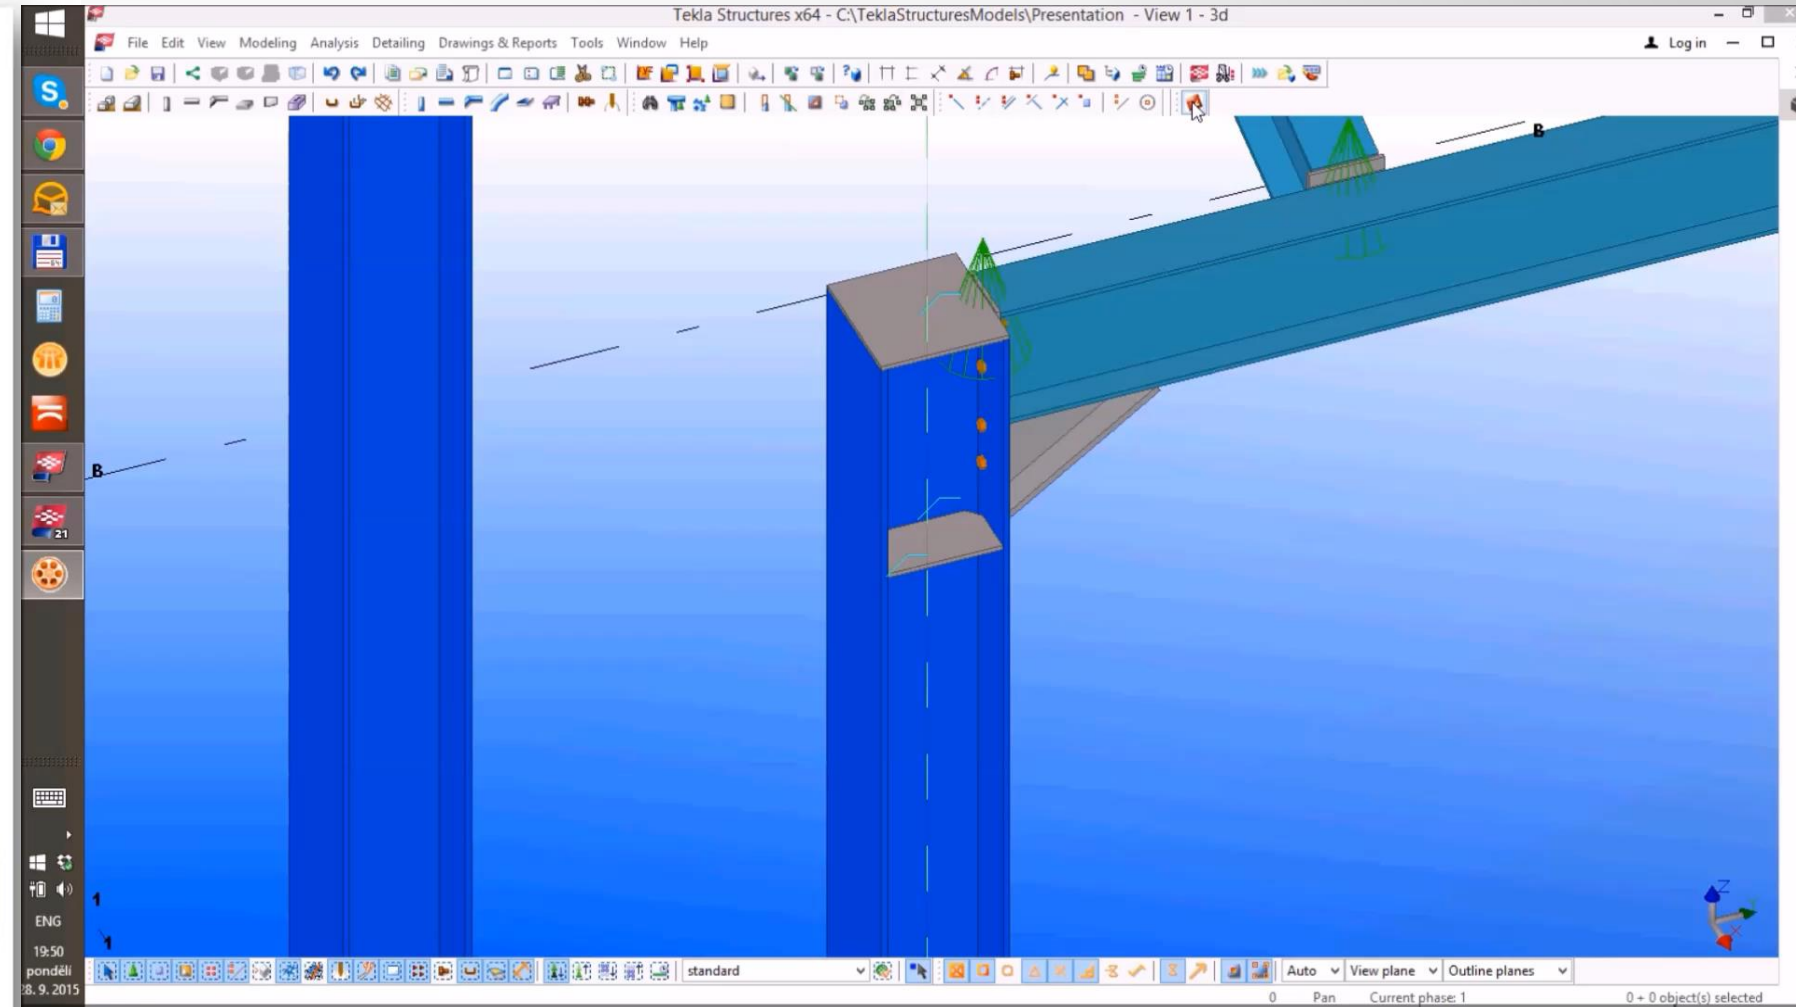 Tekla Structures x64 - C:\TeklaStructuresModels\Presentation - View 1 - 3d
File Edit View Modeling Analysis Detailing Drawings & Reports Tools Window Help
Log in
B
B
Z
1
1
21
ENG
19:50
pondělí
28. 9. 2015
standard
Auto
View plane
Outline planes
0
Pan
Current phase: 1
0 + 0 object(s) selected